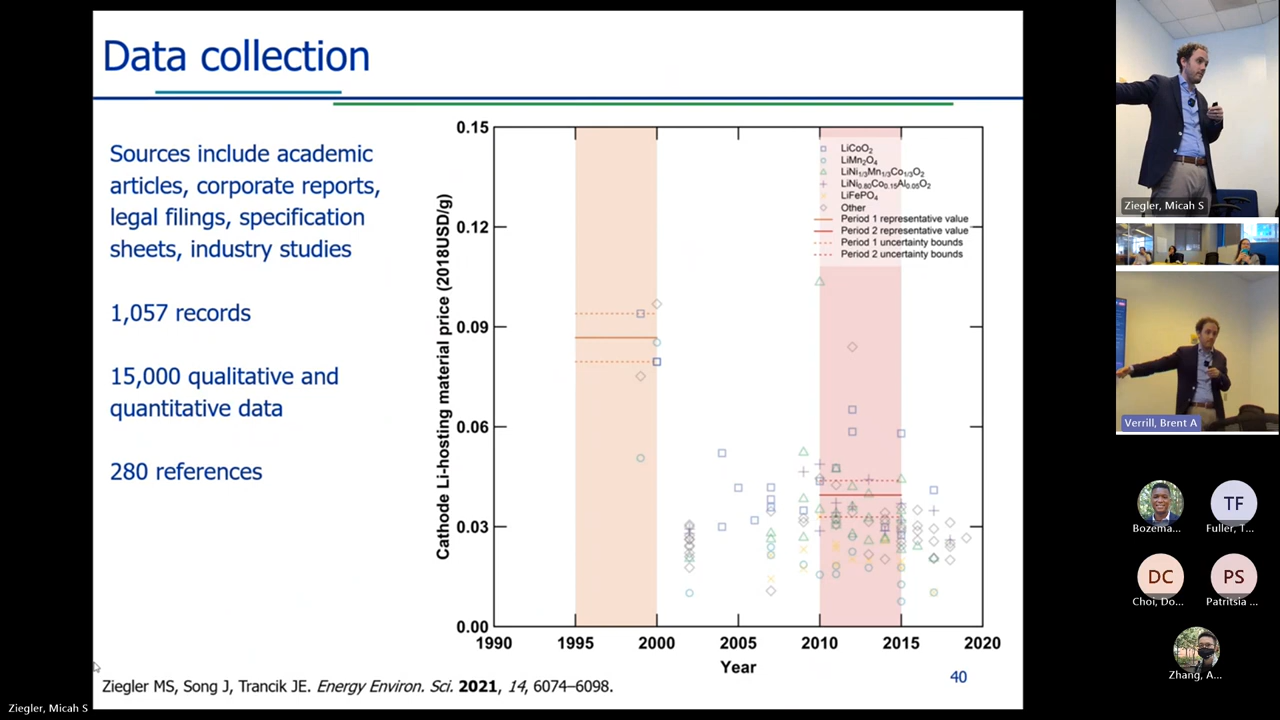 Data collection
Sources include academic
articles, corporate reports,
legal filings, specification
sheets, industry studies
1,057 records
15,000 qualitative and
quantitative data
280 references
Cathode Li-hosting material price (2018USD/g)
0.15
0.12
0.09
0.06
0.03
0.00
1990
1995
2000
2005
2010
2015
2020
Year
LiCoO₂
LiMn₂O₄
LiNi₁/₃Mn₁/₃Co₁/₃O₂
LiNi₀.₈₀Co₀.₁₅Al₀.₀₅O₂
LiFePO₄
Other
Period 1 representative value
Period 2 representative value
Period 1 uncertainty bounds
Period 2 uncertainty bounds
Ziegler MS, Song J, Trancik JE. Energy Environ. Sci. 2021, 14, 6074–6098.
40
Ziegler, Micah S
Ziegler, Micah S
Verrill, Brent A
Bozema...
TF
Fuller, T...
DC
Choi, Do...
PS
Patritsia ...
Zhang, A...